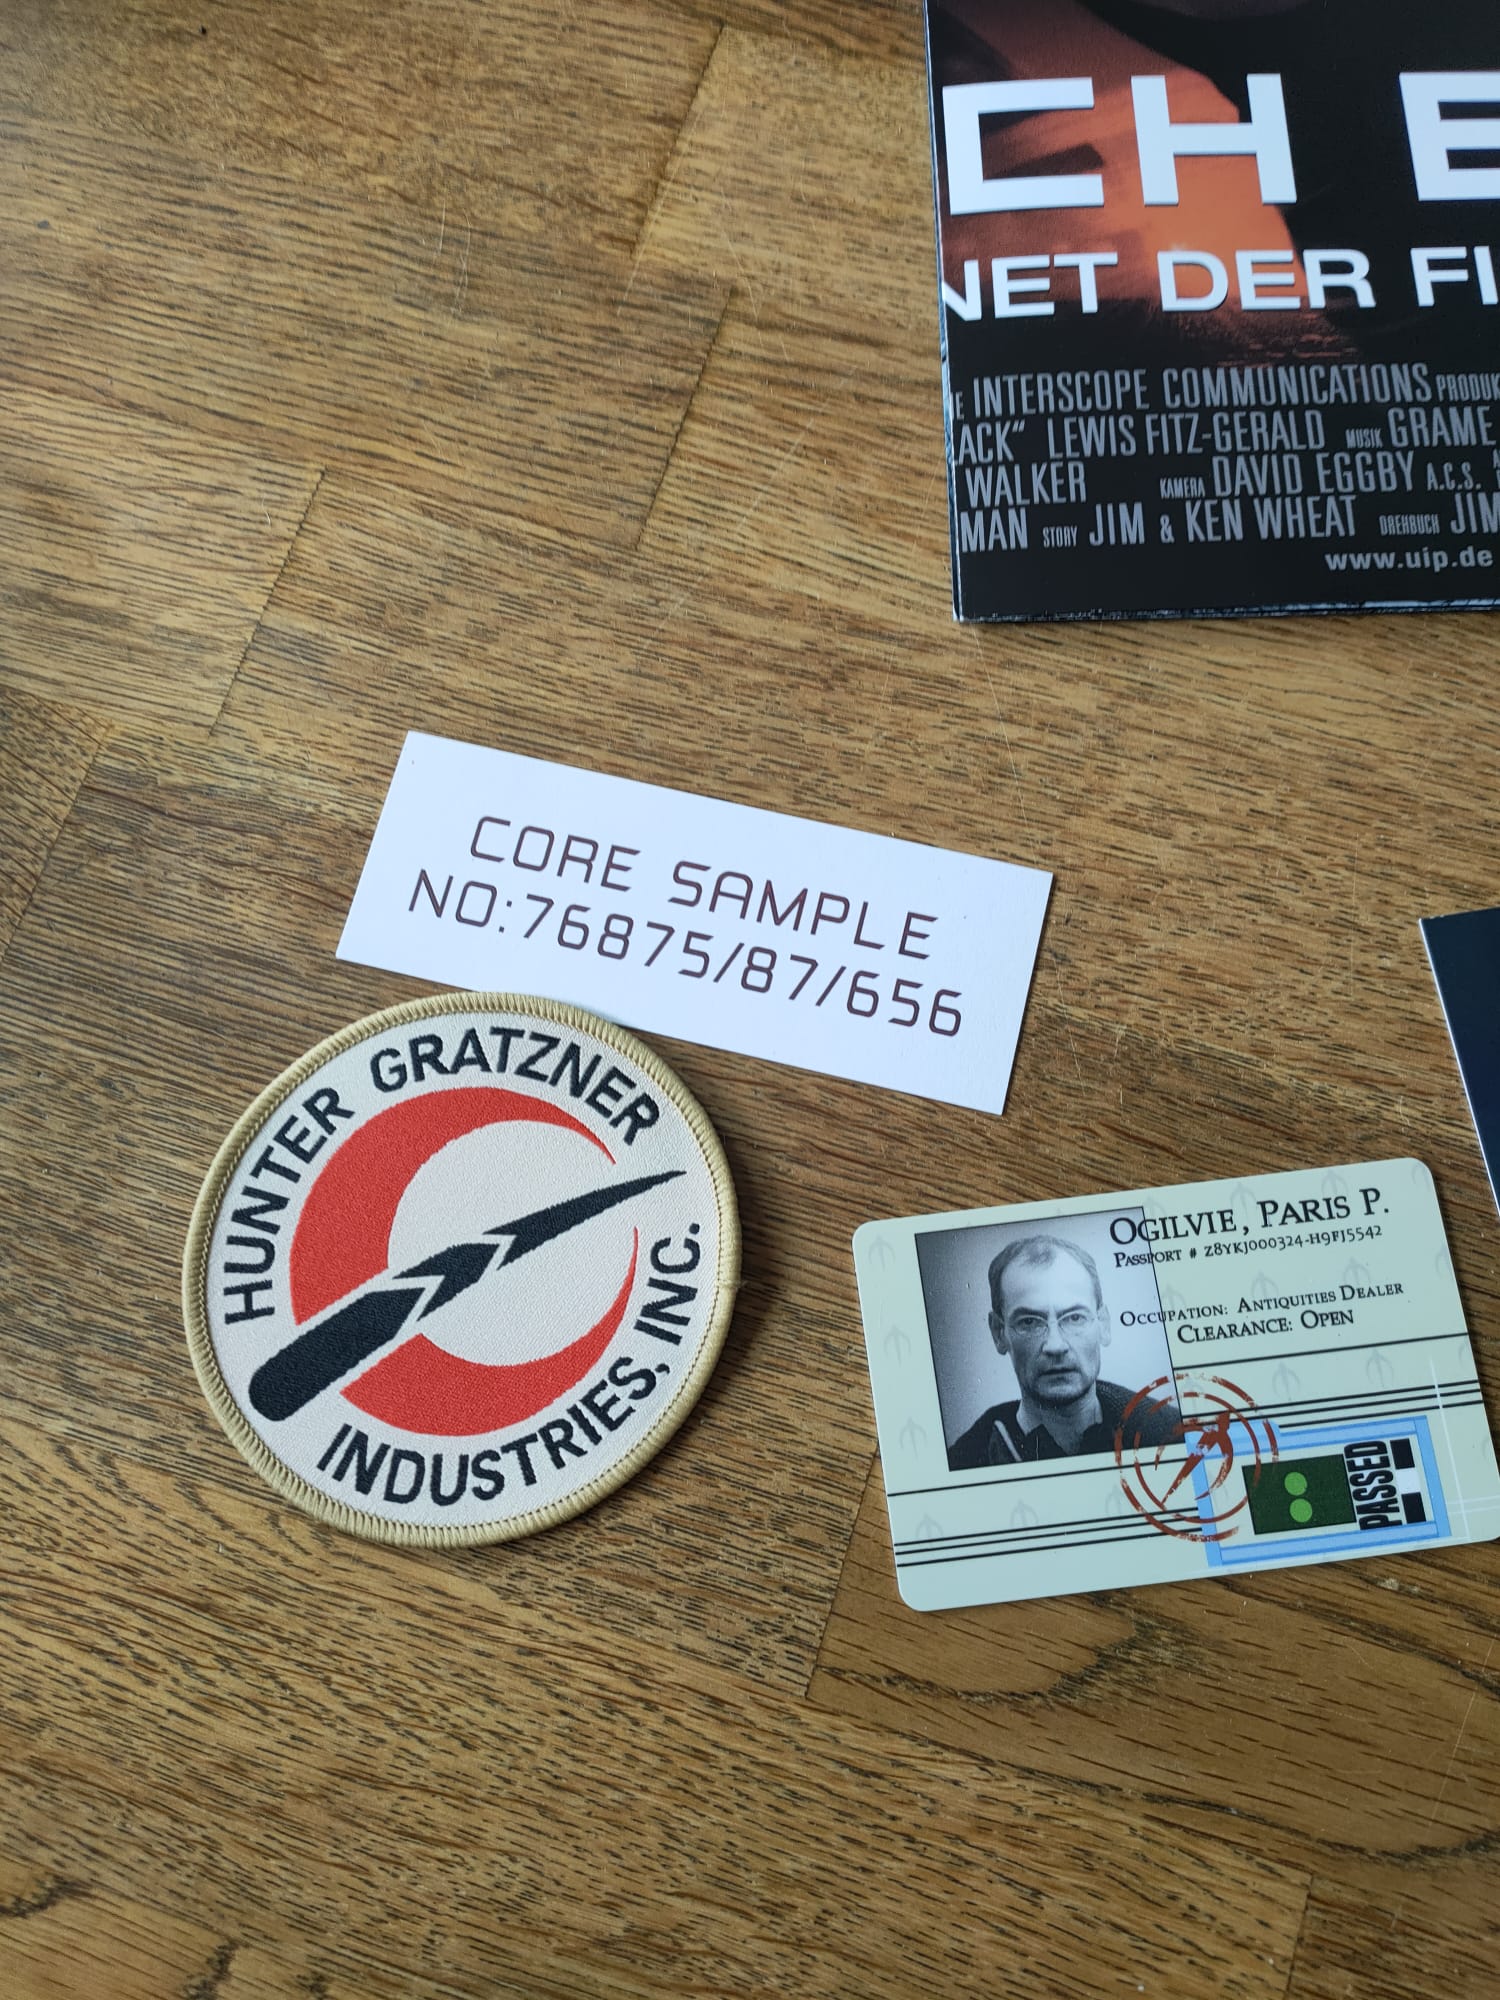 CH E
NET DER FI
E INTERSCOPE COMMUNICATIONS PRODUK
LACK“ LEWIS FITZ-GERALD MUSIK GRAME
WALKER KAMERA DAVID EGGBY A.C.S.
MAN STORY JIM & KEN WHEAT DREHBUCH JIM
www.uip.de
CORE SAMPLE
NO:76875/87/656
HUNTER GRATZNER
INDUSTRIES, INC.
OGILVIE, PARIS P.
PASSPORT # Z8YKJ000324-H9FJ5542
OCCUPATION: ANTIQUITIES DEALER
CLEARANCE: OPEN
PASSED